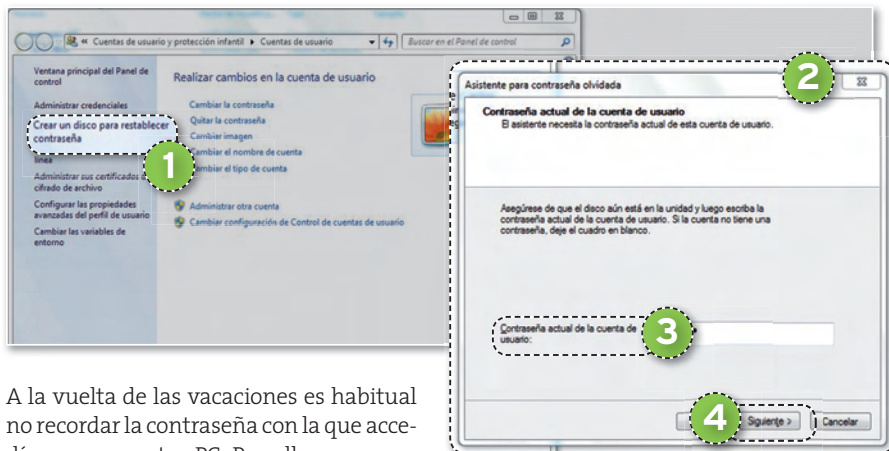 « Cuentas de usuario y protección infantil ▸ Cuentas de usuario
Buscar en el Panel de control
Ventana principal del Panel de
control
Administrar credenciales
Crear un disco para restablecer
contraseña
línea
Administrar sus certificados
cifrado de archivo
Configurar las propiedades
avanzadas del perfil de usuario
Cambiar las variables de
entorno
1
Realizar cambios en la cuenta de usuario
Cambiar la contraseña
Quitar la contraseña
Cambiar imagen
Cambiar el nombre de cuenta
Cambiar el tipo de cuenta
Administrar otra cuenta
Cambiar configuración de Control de cuentas de usuario
2
Asistente para contraseña olvidada
Contraseña actual de la cuenta de usuario
El asistente necesita la contraseña actual de esta cuenta de usuario.
Asegúrese de que el disco aún está en la unidad y luego escriba la
contraseña actual de la cuenta de usuario. Si la cuenta no tiene una
contraseña, deje el cuadro en blanco.
Contraseña actual de la cuenta de
usuario:
3
4
Siguiente >
Cancelar
A la vuelta de las vacaciones es habitual
no recordar la contraseña con la que acce-